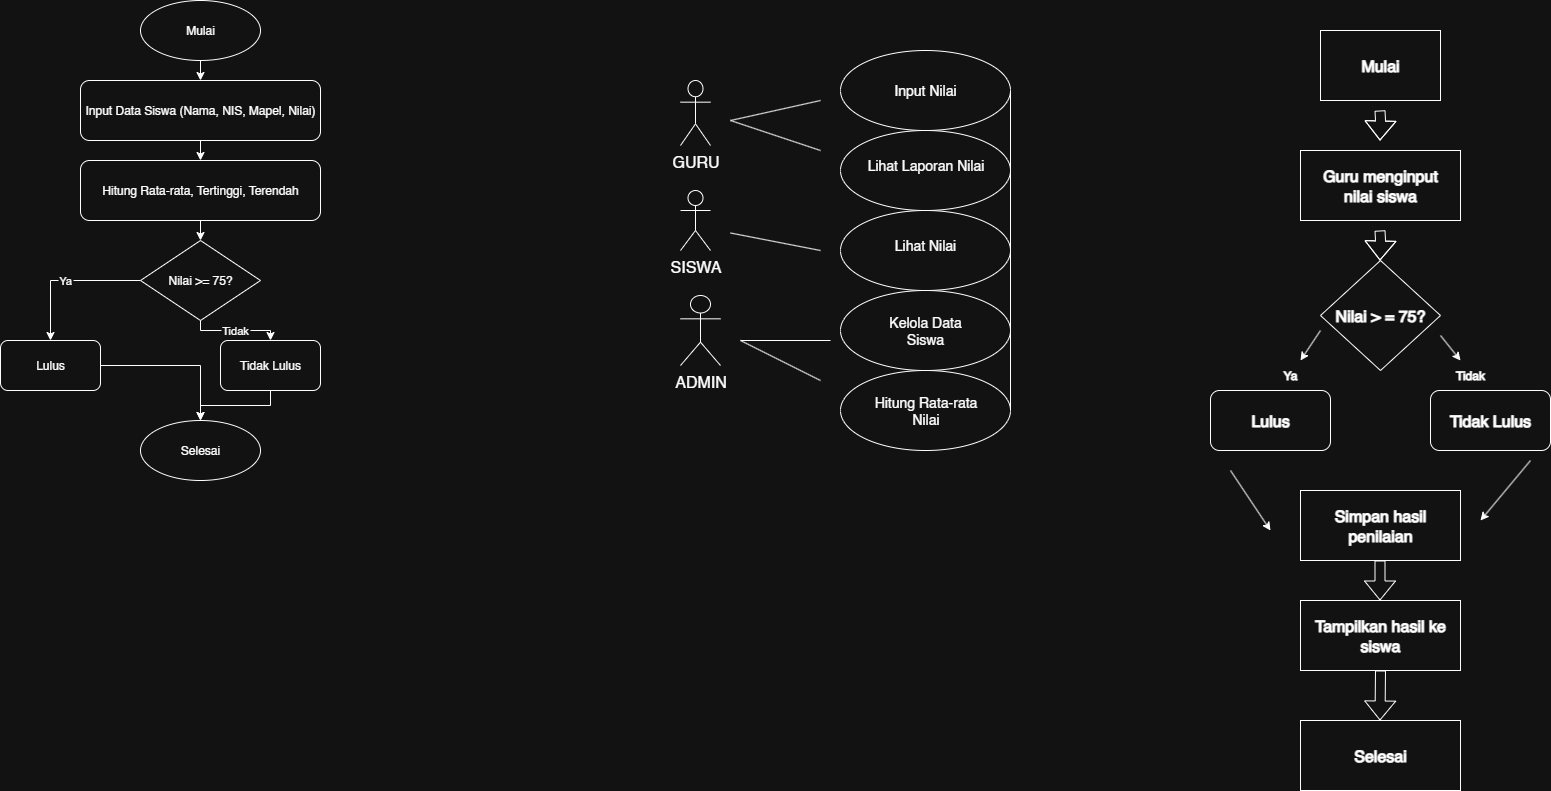 Mulai
Input Data Siswa (Nama, NIS, Mapel, Nilai)
Hitung Rata-rata, Tertinggi, Terendah
Nilai >= 75?
Ya
Tidak
Lulus
Tidak Lulus
Selesai
GURU
SISWA
ADMIN
Input Nilai
Lihat Laporan Nilai
Lihat Nilai
Kelola Data
Siswa
Hitung Rata-rata
Nilai
Mulai
Guru menginput
nilai siswa
Nilai > = 75?
Ya
Tidak
Lulus
Tidak Lulus
Simpan hasil
penilaian
Tampilkan hasil ke
siswa
Selesai